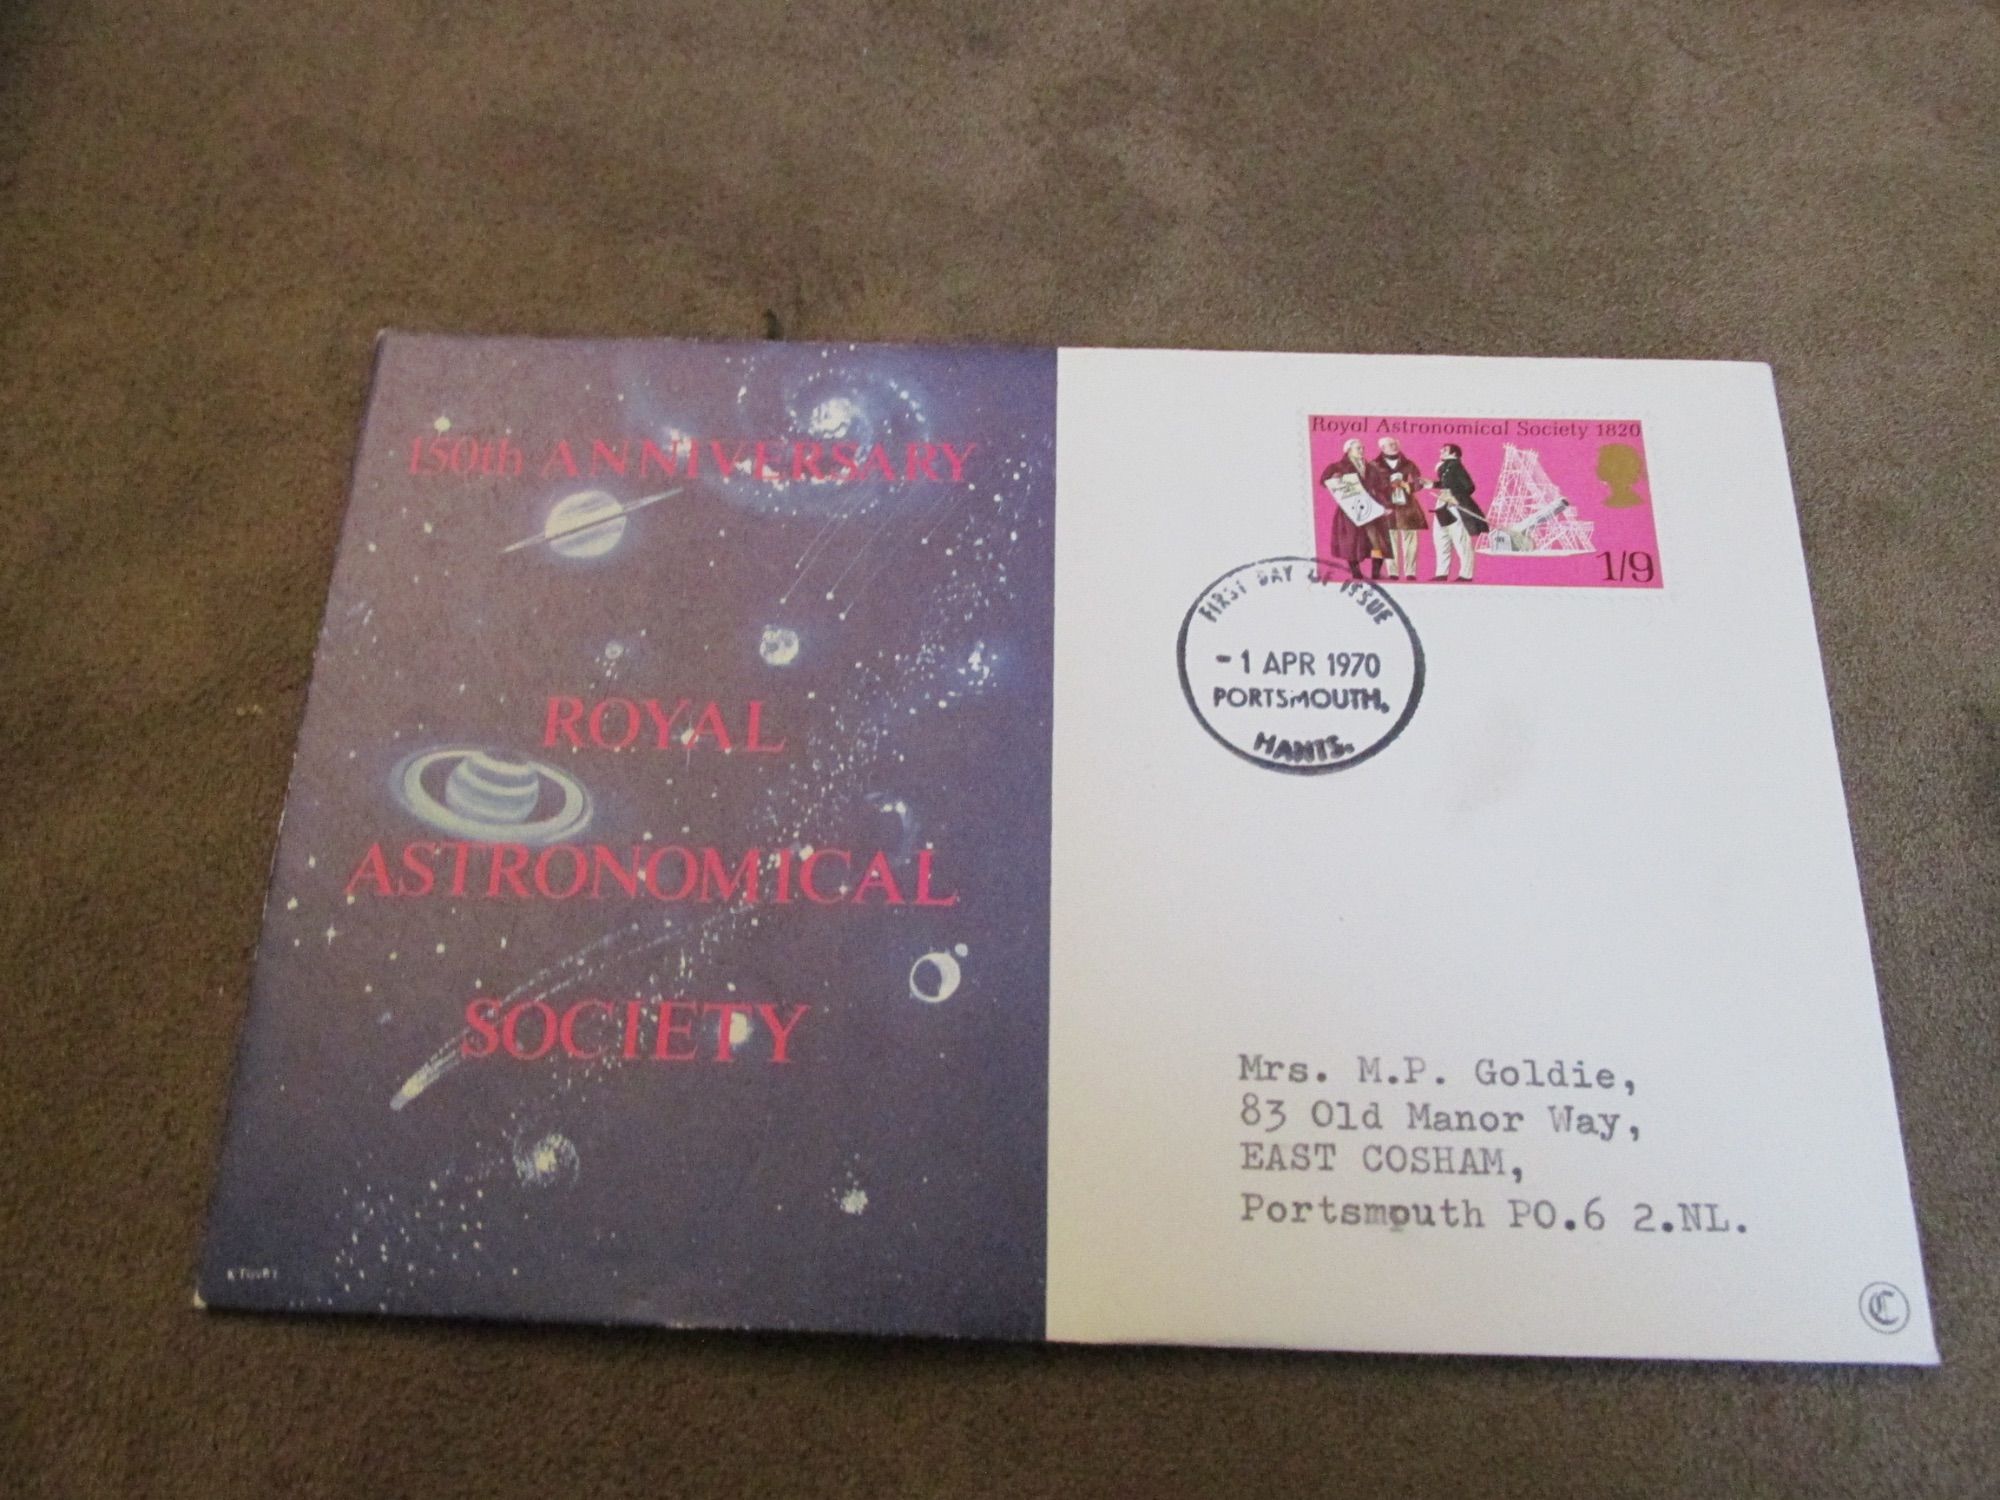 150th ANNIVERSARY
ROYAL
ASTRONOMICAL
SOCIETY
Royal Astronomical Society 1820
1/9
FIRST DAY OF ISSUE
- 1 APR 1970
PORTSMOUTH,
HANTS.
Mrs. M.P. Goldie,
83 Old Manor Way,
EAST COSHAM,
Portsmouth PO.6 2.NL.
C